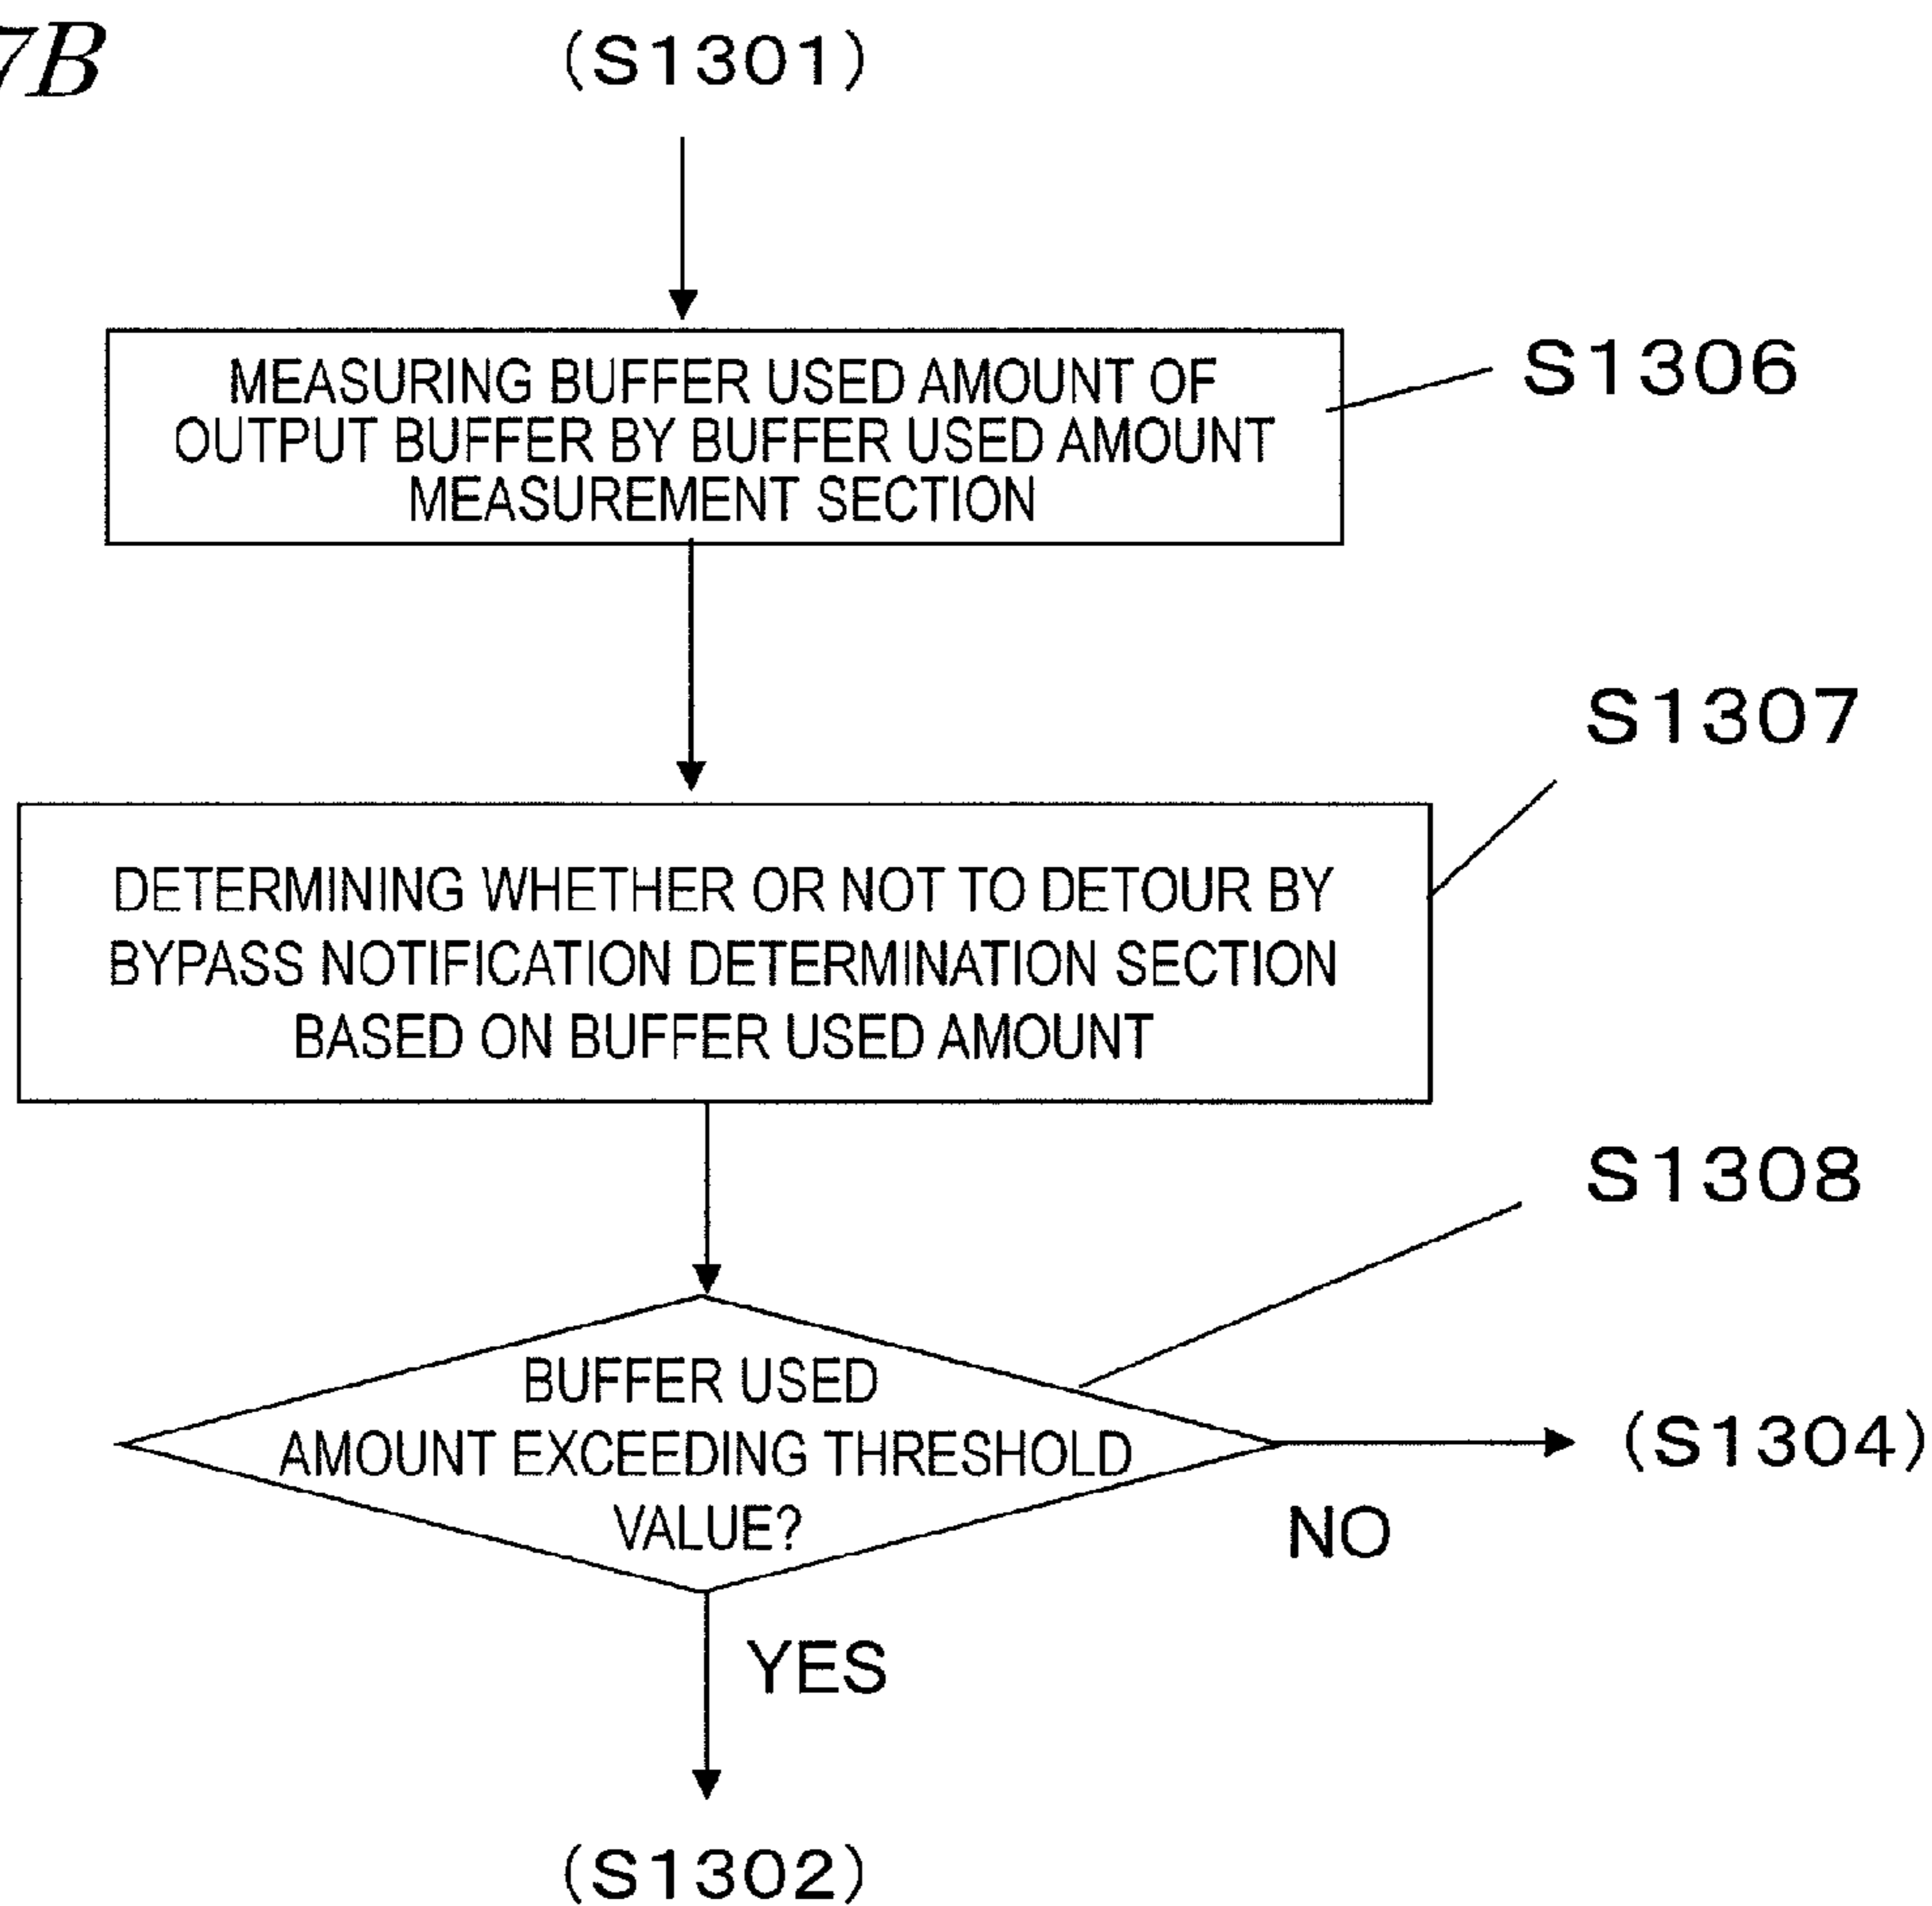 7B
(S1301)
MEASURING BUFFER USED AMOUNT OF
OUTPUT BUFFER BY BUFFER USED AMOUNT
MEASUREMENT SECTION
S1306
S1307
DETERMINING WHETHER OR NOT TO DETOUR BY
BYPASS NOTIFICATION DETERMINATION SECTION
BASED ON BUFFER USED AMOUNT
S1308
BUFFER USED
AMOUNT EXCEEDING THRESHOLD
VALUE?
(S1304)
NO
YES
(S1302)